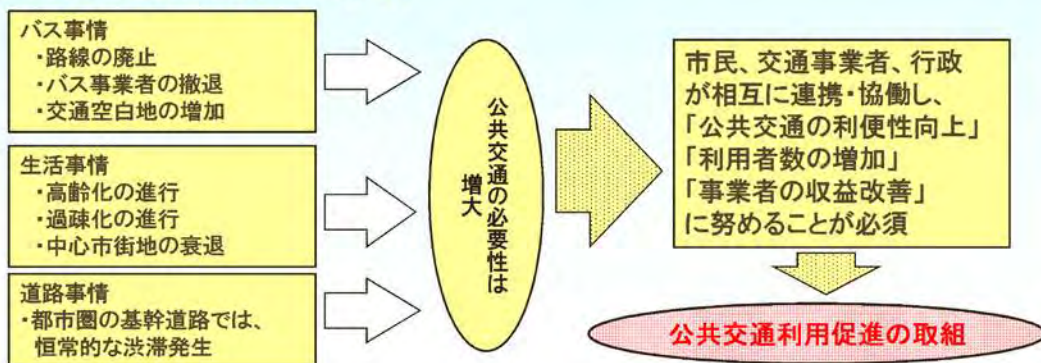 バス事情
・路線の廃止
・バス事業者の撤退
・交通空白地の増加
生活事情
・高齢化の進行
・過疎化の進行
・中心市街地の衰退
道路事情
・都市圏の基幹道路では、
恒常的な渋滞発生
公共交通の必要性は
増大
市民、交通事業者、行政
が相互に連携・協働し、
「公共交通の利便性向上」
「利用者数の増加」
「事業者の収益改善」
に努めることが必須
公共交通利用促進の取組